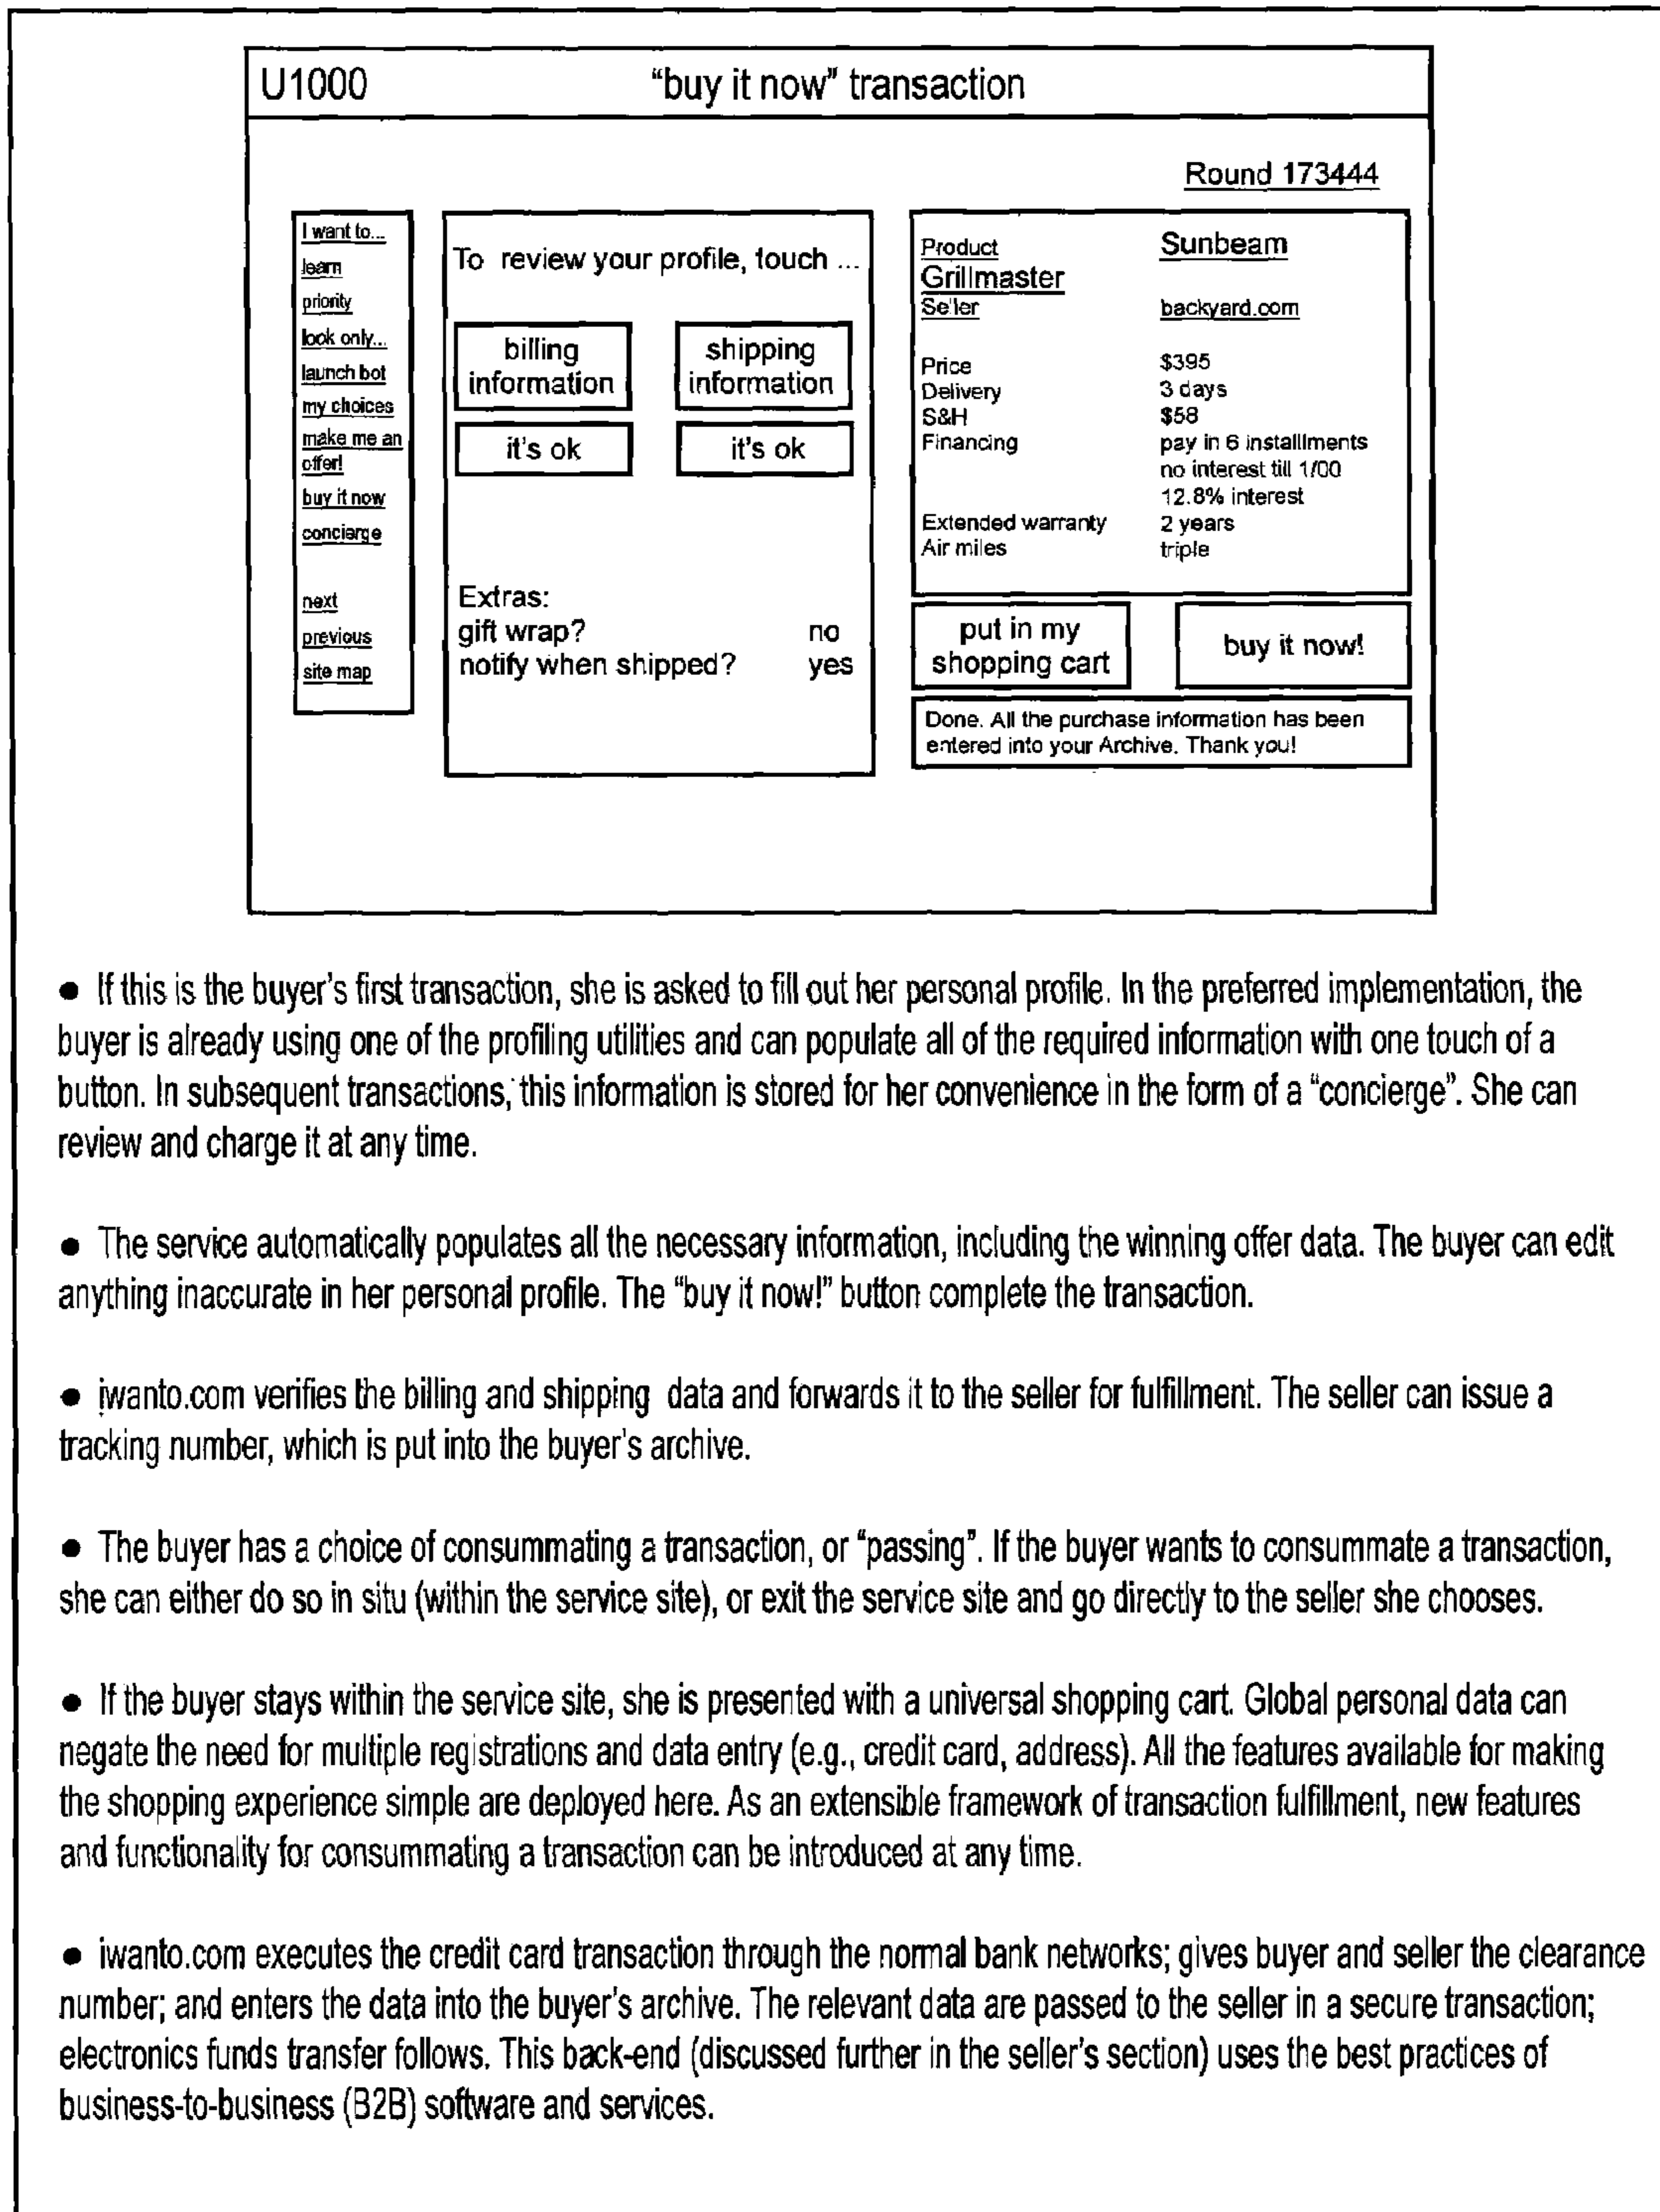 U1000 "buy it now" transaction
Round 173444
I want to...
learn
priority
look only...
launch bot
my choices
make me an
offer!
buy it now
concierge
next
previous
site map
To review your profile, touch ...
billing
information
shipping
information
it's ok
it's ok
Extras:
gift wrap? no
notify when shipped? yes
Product Sunbeam
Grillmaster
Seller backyard.com
Price $395
Delivery 3 days
S&H $58
Financing pay in 6 installlments
no interest till 1/00
12.8% interest
Extended warranty 2 years
Air miles triple
put in my
shopping cart
buy it now!
Done. All the purchase information has been
entered into your Archive. Thank you!
● If this is the buyer's first transaction, she is asked to fill out her personal profile. In the preferred implementation, the
buyer is already using one of the profiling utilities and can populate all of the required information with one touch of a
button. In subsequent transactions, this information is stored for her convenience in the form of a "concierge". She can
review and charge it at any time.
● The service automatically populates all the necessary information, including the winning offer data. The buyer can edit
anything inaccurate in her personal profile. The "buy it now!" button complete the transaction.
● iwanto.com verifies the billing and shipping data and forwards it to the seller for fulfillment. The seller can issue a
tracking number, which is put into the buyer's archive.
● The buyer has a choice of consummating a transaction, or "passing". If the buyer wants to consummate a transaction,
she can either do so in situ (within the service site), or exit the service site and go directly to the seller she chooses.
● If the buyer stays within the service site, she is presented with a universal shopping cart. Global personal data can
negate the need for multiple registrations and data entry (e.g., credit card, address). All the features available for making
the shopping experience simple are deployed here. As an extensible framework of transaction fulfillment, new features
and functionality for consummating a transaction can be introduced at any time.
● iwanto.com executes the credit card transaction through the normal bank networks; gives buyer and seller the clearance
number; and enters the data into the buyer's archive. The relevant data are passed to the seller in a secure transaction;
electronics funds transfer follows. This back-end (discussed further in the seller's section) uses the best practices of
business-to-business (B2B) software and services.